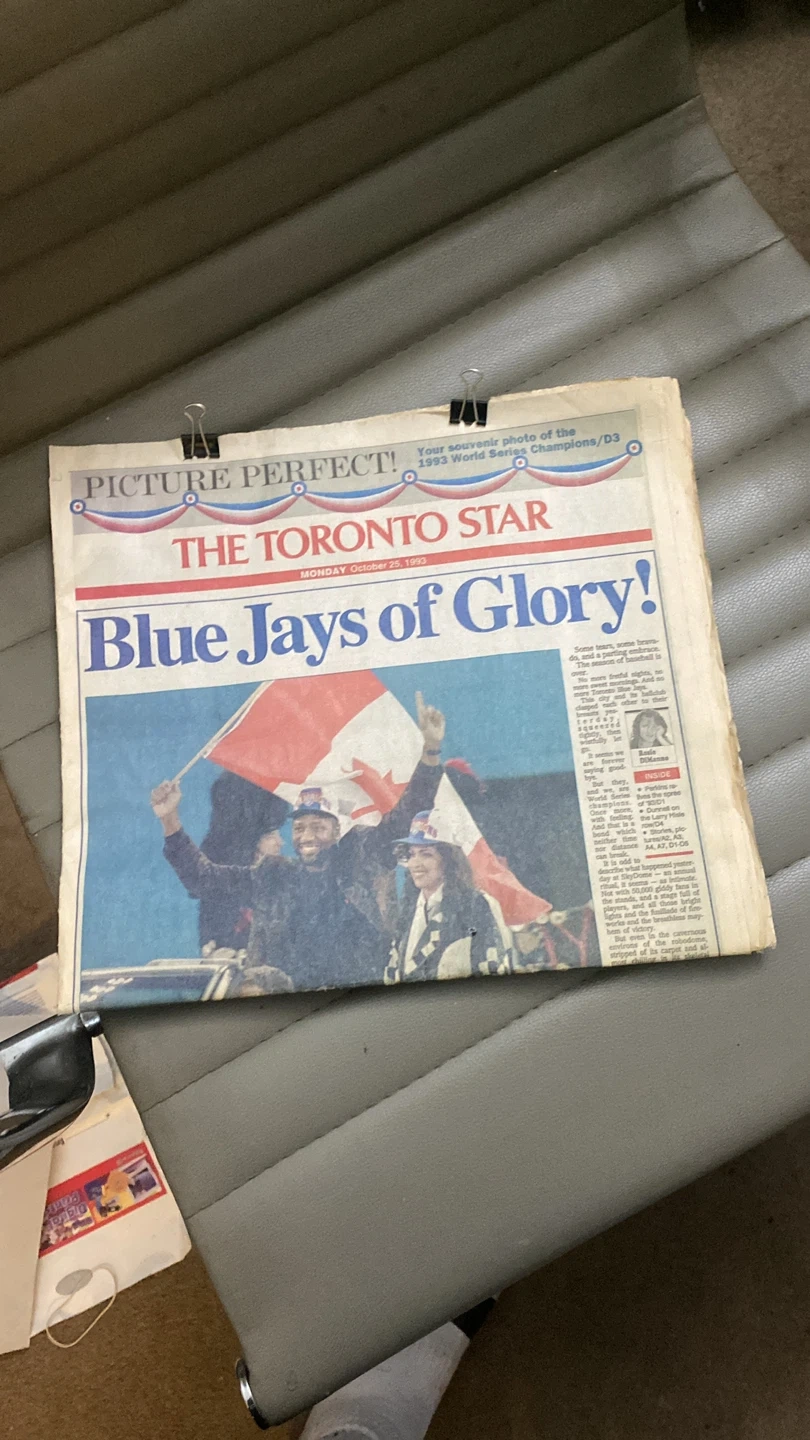 PICTURE PERFECT!
Your souvenir photo of the
1993 World Series Champions/D3
THE TORONTO STAR
MONDAY October 25, 1993
Blue Jays of Glory!
Some tears, some brava-
do, and a parting embrace.
The season of baseball is
over.
No more fretful nights, no
more sweet mornings. And no
more Toronto Blue Jays.
This city and its ballclub
clasped each other to their
breasts yes-
terday,
squeezed
tightly, then
wistfully let
go.
It seems we
are forever
saying good-
bye.
But they,
and we, are
World Series
champions.
Once more,
with feeling.
And that is a
bond which
neither time
nor distance
can break.
Rosie
DiManno
INSIDE
of '93/D1
• Dunnell on
the Larry Hisle
row/D4
• Stories, pic-
tures/A2, A3,
A4, A7, D1-D8
It is odd to
describe what happened yester-
day at SkyDome — an annual
ritual, it seems — as intimate.
Not with 50,000 giddy fans in
the stands, and a stage full of
players, and all those bright
lights and the fusillade of fire-
works and the breathless may-
hem of victory.
But even in the cavernous
environs of the robodome,
stripped of its carpet and al-